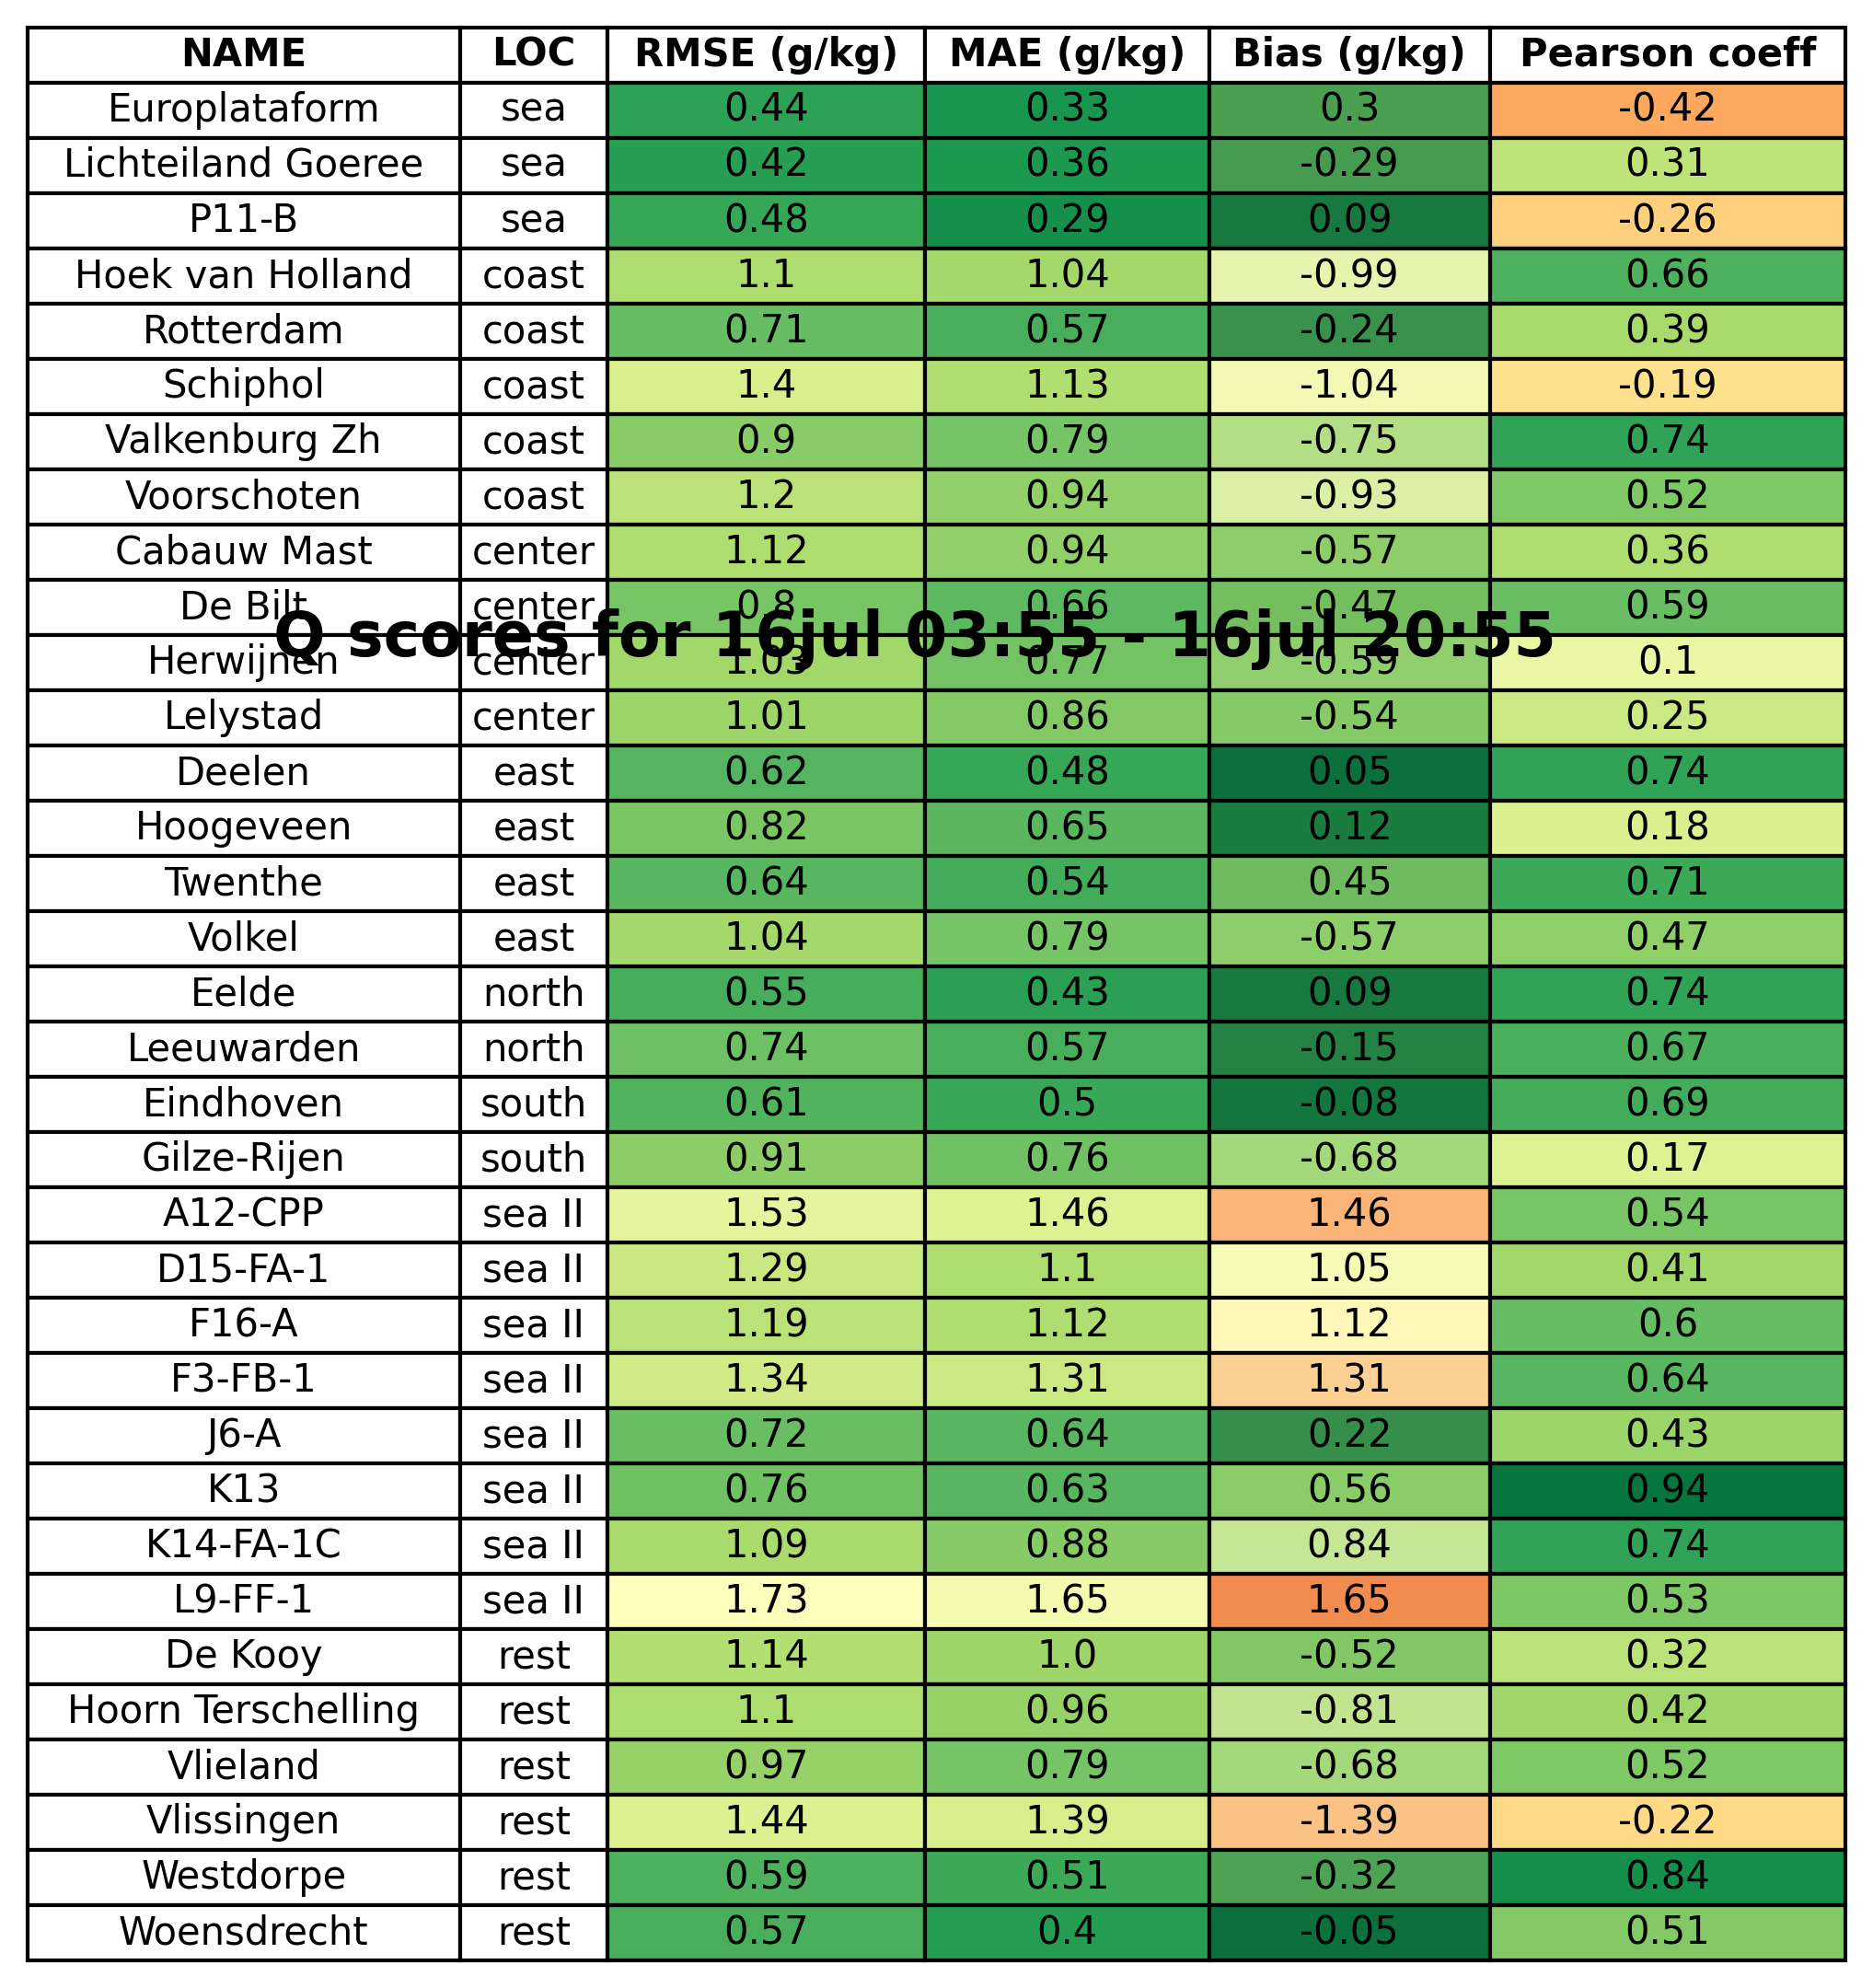 NAME LOC RMSE (g/kg) MAE (g/kg) Bias (g/kg) Pearson coeff
Europlataform sea 0.44 0.33 0.3 -0.42
Lichteiland Goeree sea 0.42 0.36 -0.29 0.31
P11-B sea 0.48 0.29 0.09 -0.26
Hoek van Holland coast 1.1 1.04 -0.99 0.66
Rotterdam coast 0.71 0.57 -0.24 0.39
Schiphol coast 1.4 1.13 -1.04 -0.19
Valkenburg Zh coast 0.9 0.79 -0.75 0.74
Voorschoten coast 1.2 0.94 -0.93 0.52
Cabauw Mast center 1.12 0.94 -0.57 0.36
De Bilt center 0.8 0.66 -0.47 0.59
Q scores for 16jul 03:55 - 16jul 20:55
Herwijnen center 1.03 0.77 -0.59 0.1
Lelystad center 1.01 0.86 -0.54 0.25
Deelen east 0.62 0.48 0.05 0.74
Hoogeveen east 0.82 0.65 0.12 0.18
Twenthe east 0.64 0.54 0.45 0.71
Volkel east 1.04 0.79 -0.57 0.47
Eelde north 0.55 0.43 0.09 0.74
Leeuwarden north 0.74 0.57 -0.15 0.67
Eindhoven south 0.61 0.5 -0.08 0.69
Gilze-Rijen south 0.91 0.76 -0.68 0.17
A12-CPP sea II 1.53 1.46 1.46 0.54
D15-FA-1 sea II 1.29 1.1 1.05 0.41
F16-A sea II 1.19 1.12 1.12 0.6
F3-FB-1 sea II 1.34 1.31 1.31 0.64
J6-A sea II 0.72 0.64 0.22 0.43
K13 sea II 0.76 0.63 0.56 0.94
K14-FA-1C sea II 1.09 0.88 0.84 0.74
L9-FF-1 sea II 1.73 1.65 1.65 0.53
De Kooy rest 1.14 1.0 -0.52 0.32
Hoorn Terschelling rest 1.1 0.96 -0.81 0.42
Vlieland rest 0.97 0.79 -0.68 0.52
Vlissingen rest 1.44 1.39 -1.39 -0.22
Westdorpe rest 0.59 0.51 -0.32 0.84
Woensdrecht rest 0.57 0.4 -0.05 0.51